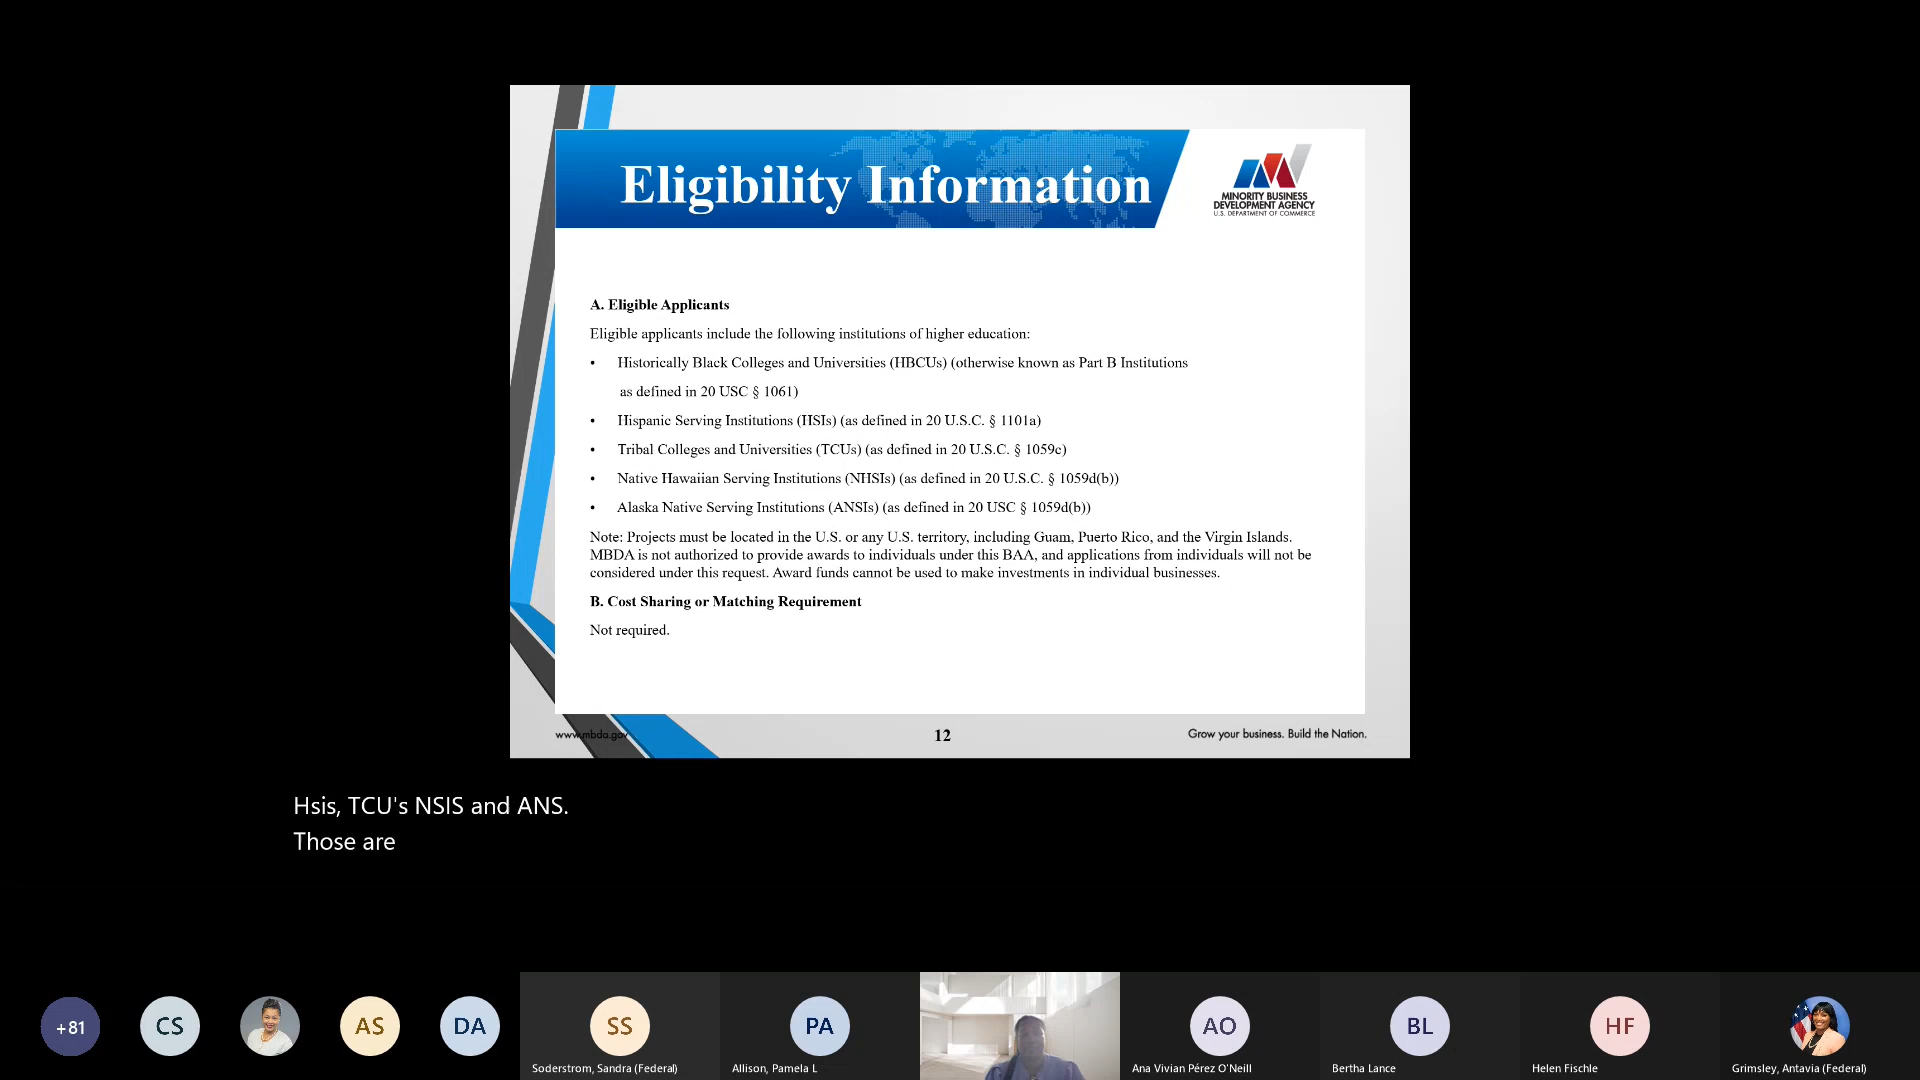 Eligibility Information
MINORITY BUSINESS
DEVELOPMENT AGENCY
U.S. DEPARTMENT OF COMMERCE
A. Eligible Applicants
Eligible applicants include the following institutions of higher education:
• Historically Black Colleges and Universities (HBCUs) (otherwise known as Part B Institutions
as defined in 20 USC § 1061)
• Hispanic Serving Institutions (HSIs) (as defined in 20 U.S.C. § 1101a)
• Tribal Colleges and Universities (TCUs) (as defined in 20 U.S.C. § 1059c)
• Native Hawaiian Serving Institutions (NHSIs) (as defined in 20 U.S.C. § 1059d(b))
• Alaska Native Serving Institutions (ANSIs) (as defined in 20 USC § 1059d(b))
Note: Projects must be located in the U.S. or any U.S. territory, including Guam, Puerto Rico, and the Virgin Islands.
MBDA is not authorized to provide awards to individuals under this BAA, and applications from individuals will not be
considered under this request. Award funds cannot be used to make investments in individual businesses.
B. Cost Sharing or Matching Requirement
Not required.
www.mbda.gov
12
Grow your business. Build the Nation.
Hsis, TCU's NSIS and ANS.
Those are
+81
CS
AS
DA
SS
PA
AO
BL
HF
Soderstrom, Sandra (Federal)
Allison, Pamela L
Ana Vivian Pérez O'Neill
Bertha Lance
Helen Fischle
Grimsley, Antavia (Federal)